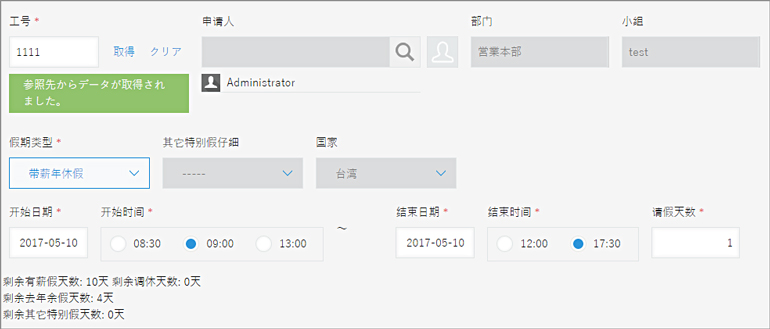 工号 * 申请人 部门 小组
1111 取得 クリア 営業本部 test
参照先からデータが取得され
ました。
Administrator
假期类型 * 其它特别假仔细 国家
带薪年休假 ----- 台湾
开始日期 * 开始时间 * 结束日期 * 结束时间 * 请假天数 *
2017-05-10 08:30 09:00 13:00 ～ 2017-05-10 12:00 17:30 1
剩余有薪假天数: 10天 剩余调休天数: 0天
剩余去年余假天数: 4天
剩余其它特别假天数: 0天